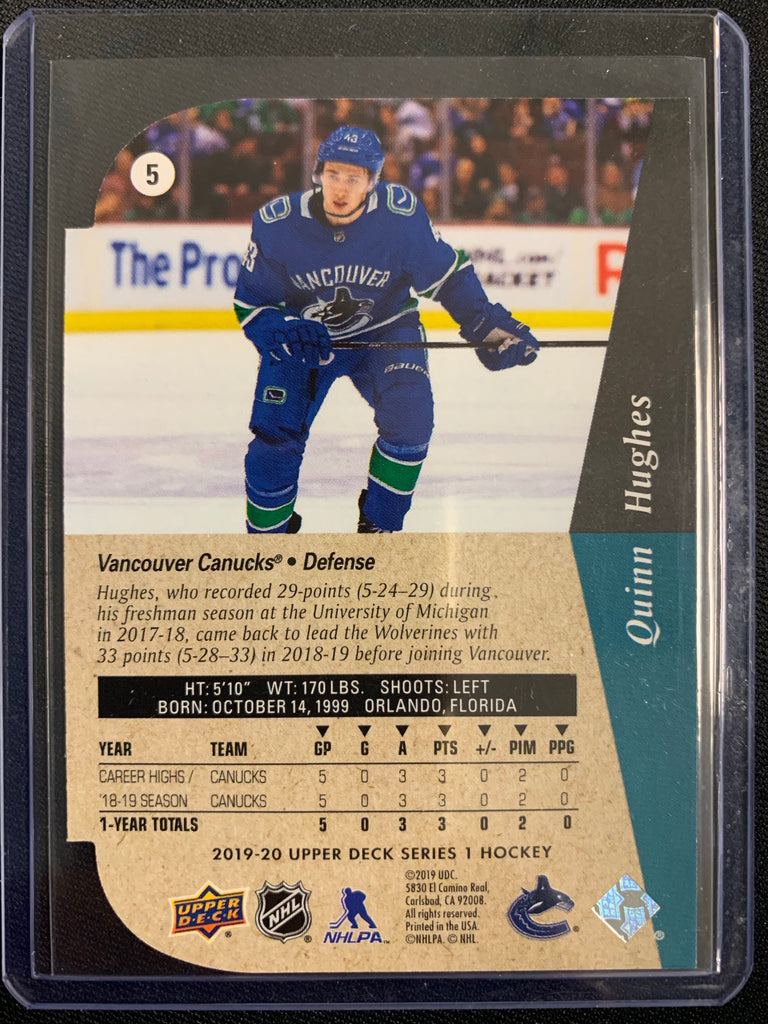 5
43
The Pro
43
VANCOUVER
BAUER
Quinn Hughes
Vancouver Canucks® • Defense
Hughes, who recorded 29-points (5-24–29) during
his freshman season at the University of Michigan
in 2017-18, came back to lead the Wolverines with
33 points (5-28–33) in 2018-19 before joining Vancouver.
HT: 5'10" WT: 170 LBS. SHOOTS: LEFT
BORN: OCTOBER 14, 1999 ORLANDO, FLORIDA
YEAR TEAM GP G A PTS +/- PIM PPG
CAREER HIGHS / CANUCKS 5 0 3 3 0 2 0
'18-19 SEASON CANUCKS 5 0 3 3 0 2 0
1-YEAR TOTALS 5 0 3 3 0 2 0
2019-20 UPPER DECK SERIES 1 HOCKEY
UPPER DECK®
NHL®
NHLPA™
©2019 UDC.
5830 El Camino Real,
Carlsbad, CA 92008.
All rights reserved.
Printed in the USA.
©NHLPA. © NHL.